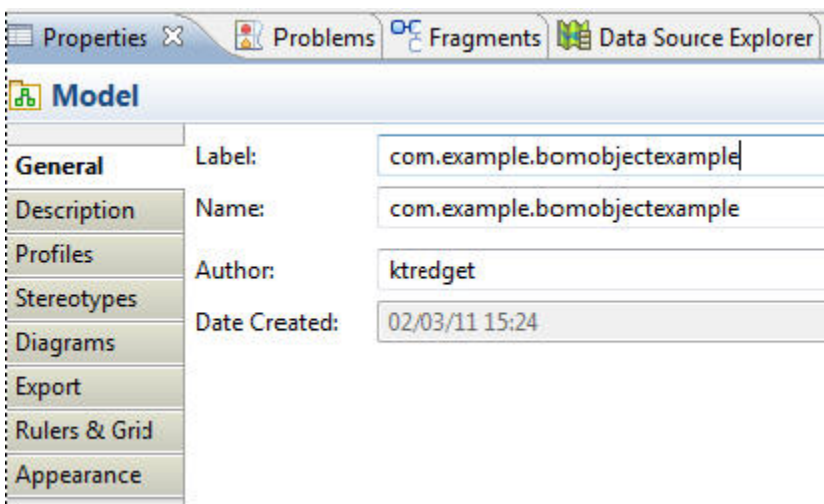 Properties Problems Fragments Data Source Explorer
Model
General
Description
Profiles
Stereotypes
Diagrams
Export
Rulers & Grid
Appearance
Label: com.example.bomobjectexample
Name: com.example.bomobjectexample
Author: ktredget
Date Created: 02/03/11 15:24